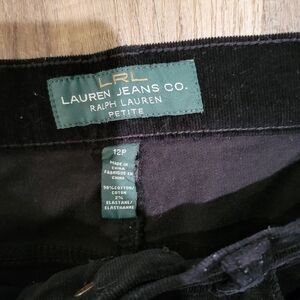 LRL
LAUREN JEANS CO.
RALPH LAUREN
PETITE
12P
MADE IN
CHINA
FABRIQUE EN
CHINE
98%COTTON/
COTON
2%
ELASTANE/
ELASTHANNE